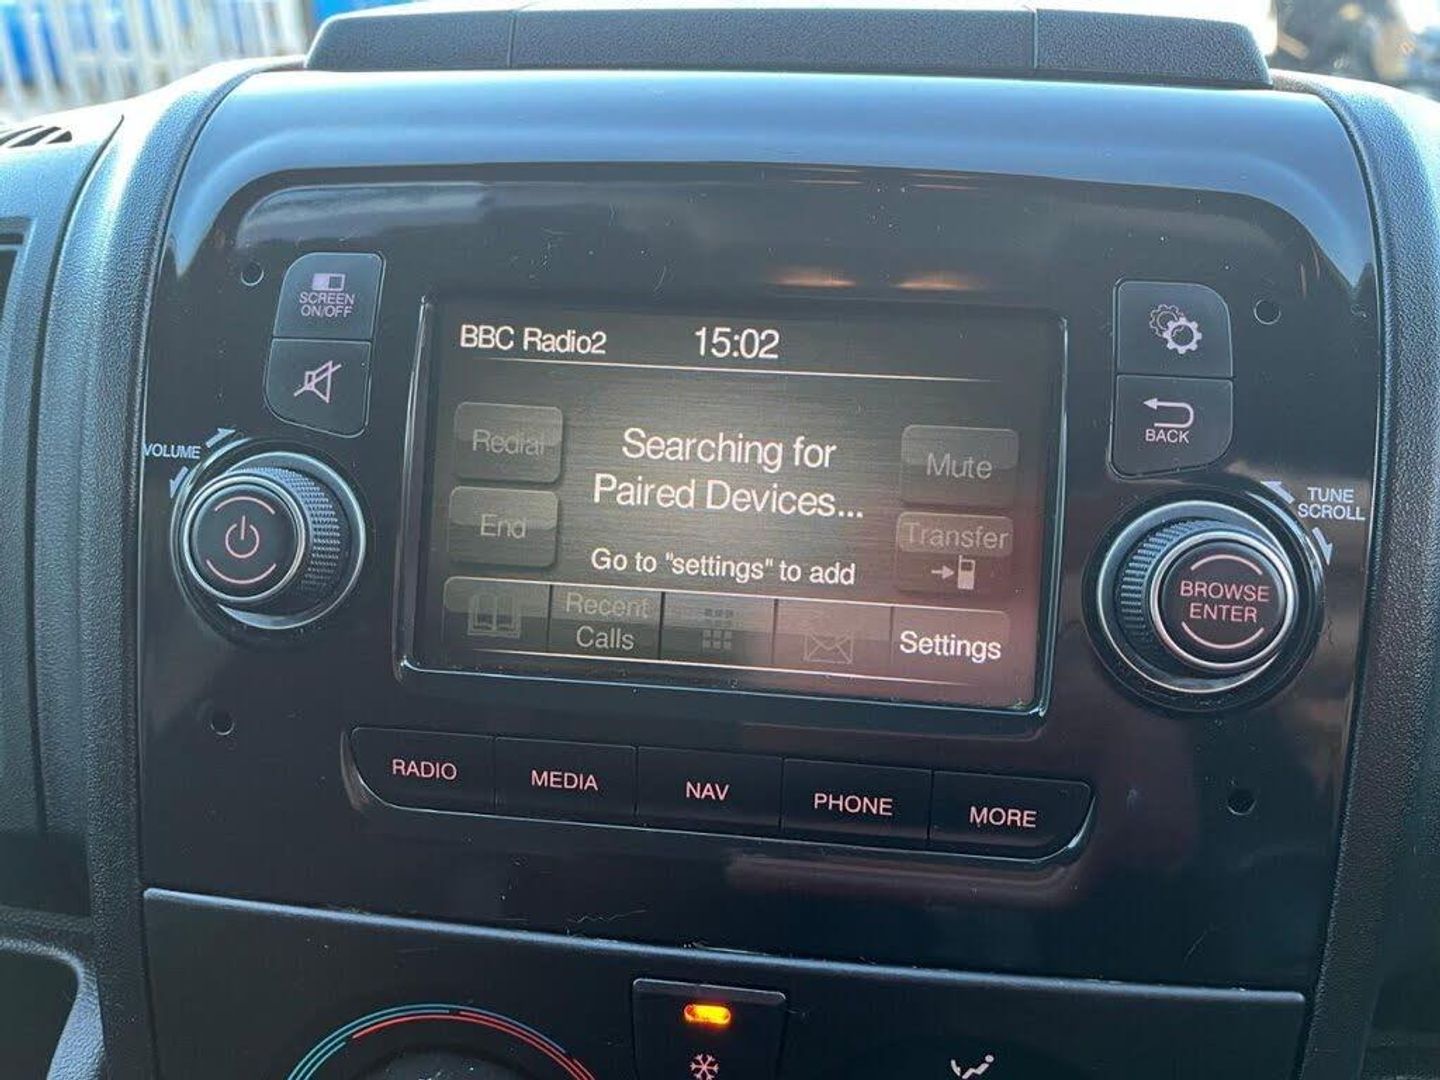 SCREEN
ON/OFF
BBC Radio2 15:02
VOLUME
Redial
Searching for
Paired Devices...
Mute
BACK
TUNE
SCROLL
End
Transfer
Go to "settings" to add
BROWSE
ENTER
Recent
Calls
Settings
RADIO
MEDIA
NAV
PHONE
MORE